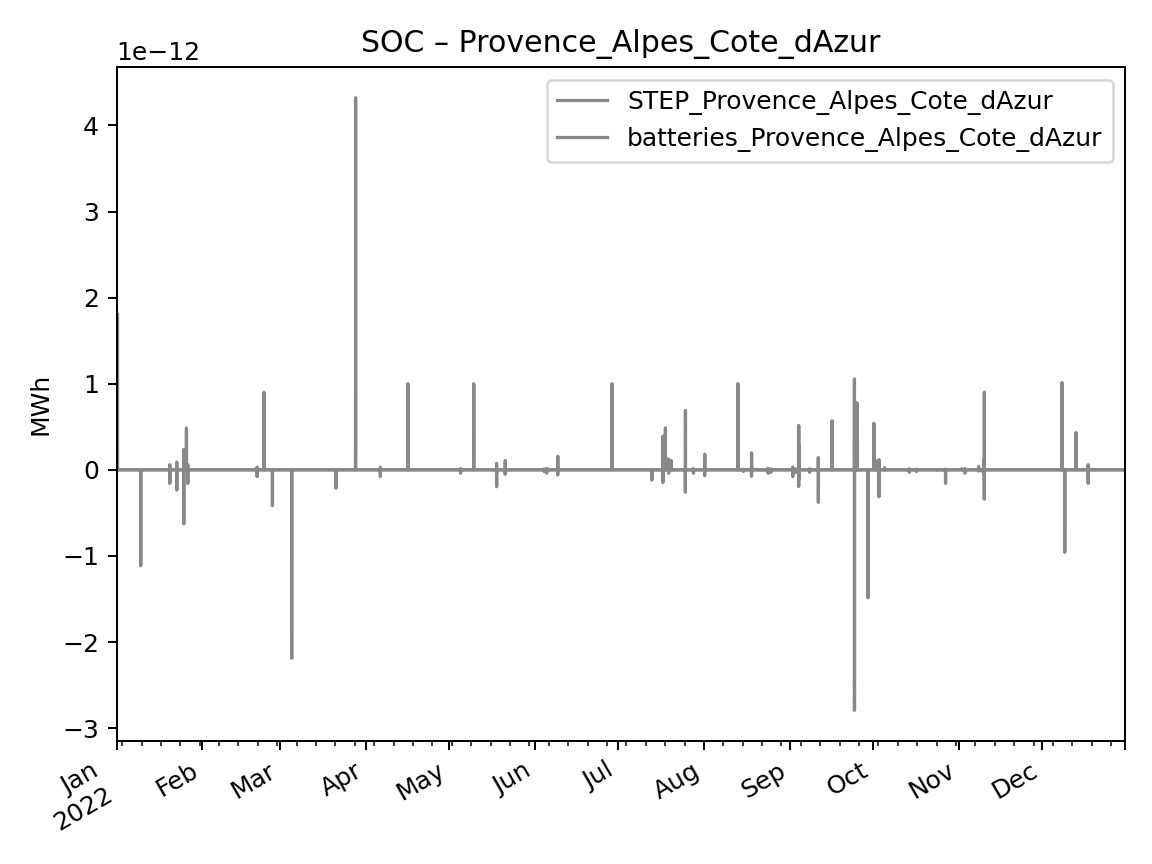 SOC – Provence_Alpes_Cote_dAzur
1e−12
STEP_Provence_Alpes_Cote_dAzur
batteries_Provence_Alpes_Cote_dAzur
MWh
4
3
2
1
0
−1
−2
−3
Jan
2022
Feb
Mar
Apr
May
Jun
Jul
Aug
Sep
Oct
Nov
Dec